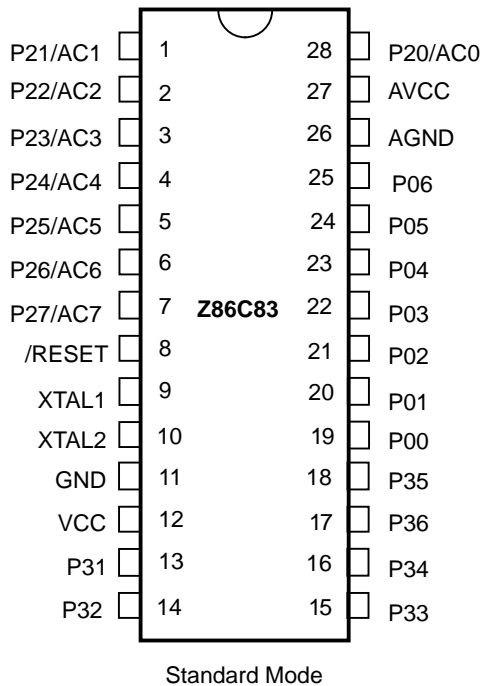 P21/AC1 1 28 P20/AC0
P22/AC2 2 27 AVCC
P23/AC3 3 26 AGND
P24/AC4 4 25 P06
P25/AC5 5 24 P05
P26/AC6 6 23 P04
P27/AC7 7 Z86C83 22 P03
/RESET 8 21 P02
XTAL1 9 20 P01
XTAL2 10 19 P00
GND 11 18 P35
VCC 12 17 P36
P31 13 16 P34
P32 14 15 P33
Standard Mode